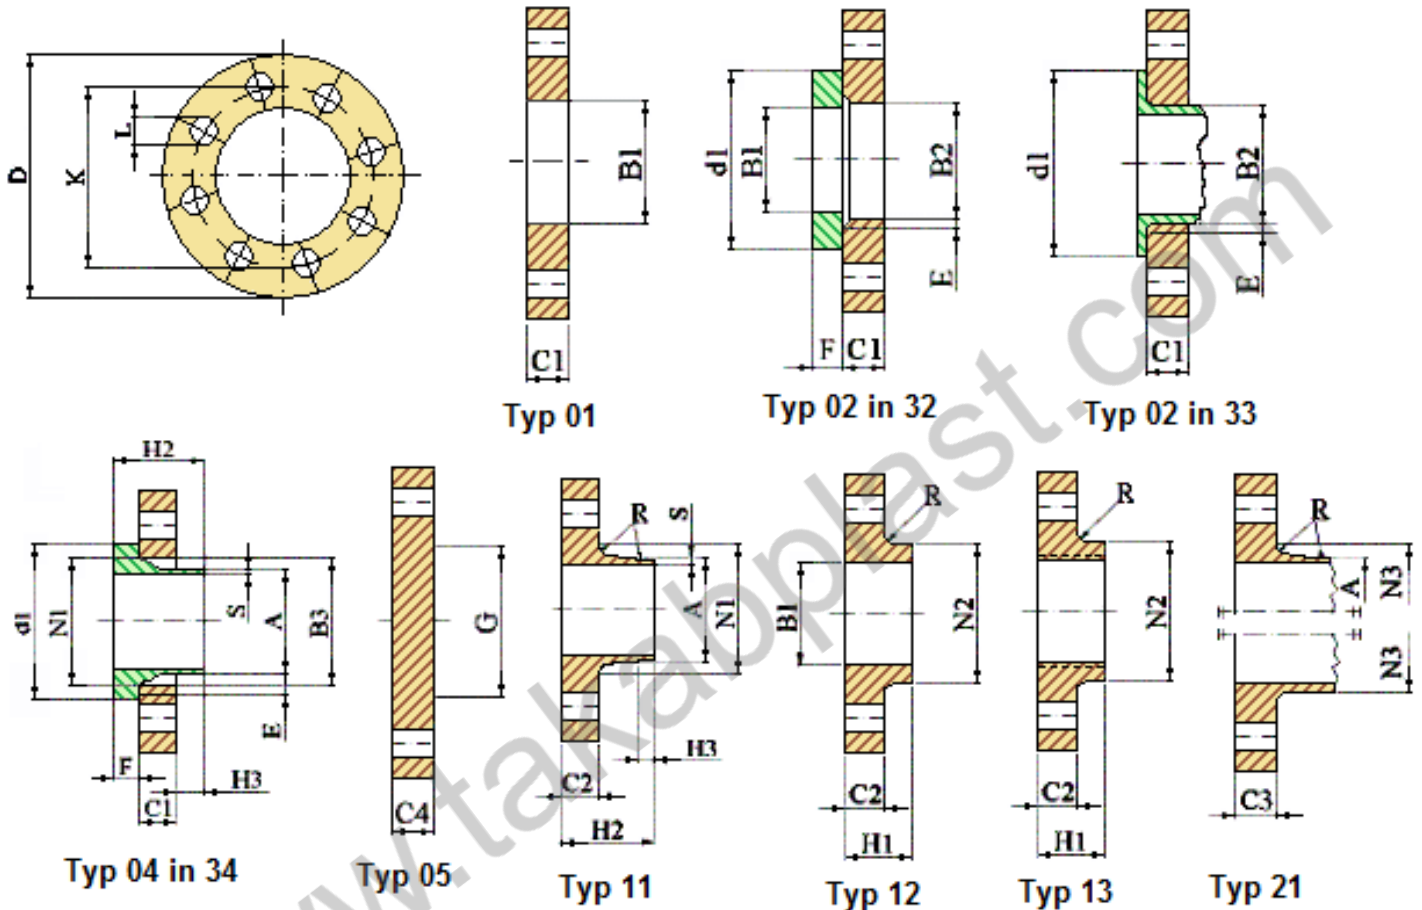 D
K
L
B1
C1
Typ 01
d1
B1
B2
E
F
C1
Typ 02 in 32
d1
B2
E
C1
Typ 02 in 33
H2
d1
N1
S
A
B3
E
F
H3
C1
Typ 04 in 34
G
C4
Typ 05
R
S
A
N1
H3
C2
H2
Typ 11
R
B1
N2
C2
H1
Typ 12
R
N2
C2
H1
Typ 13
R
A
N3
N3
C3
Typ 21
www.takabplast.com